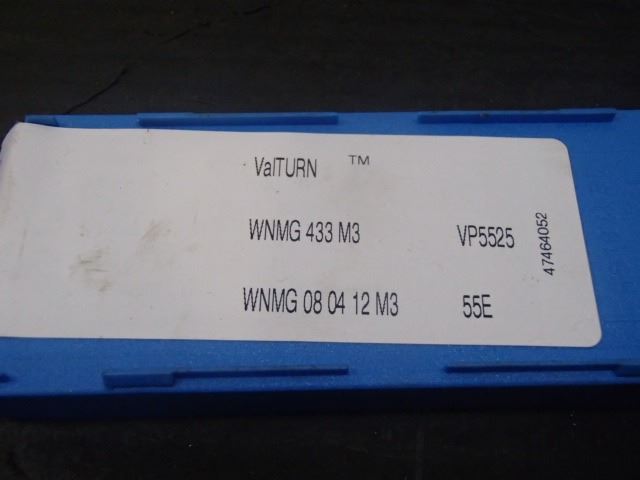 ValTURN ™
WNMG 433 M3 VP5525
WNMG 08 04 12 M3 55E
47464052